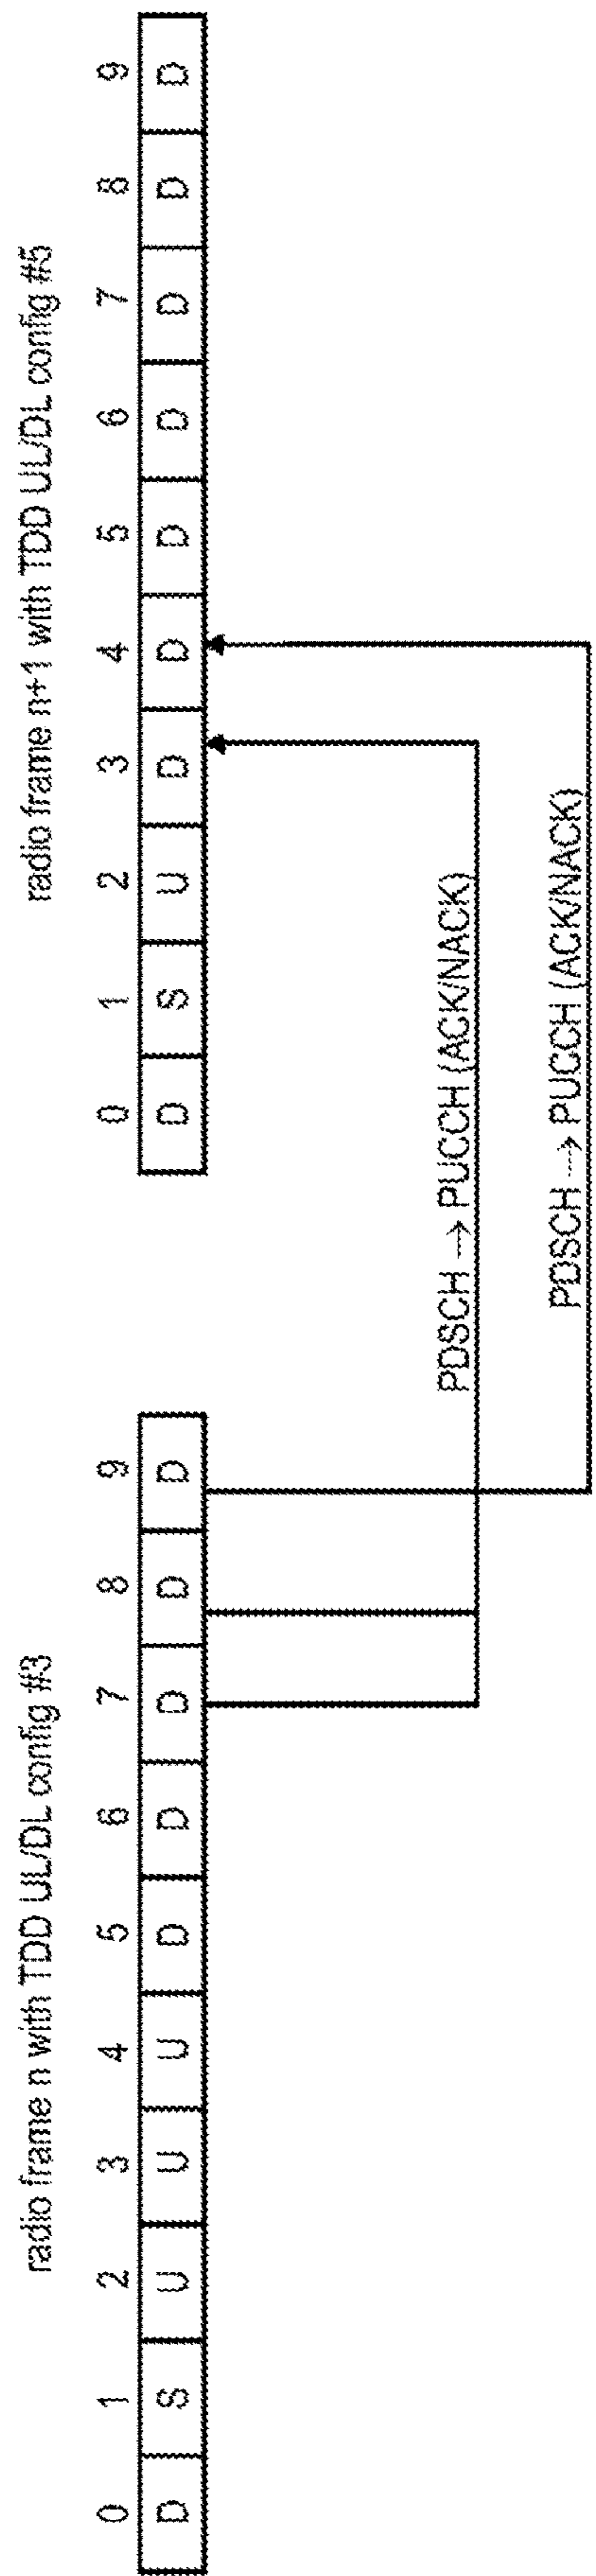 radio frame n with TDD UL/DL config #3
0 1 2 3 4 5 6 7 8 9
D S U U U D D D D D
radio frame n+1 with TDD UL/DL config #5
0 1 2 3 4 5 6 7 8 9
D S U D D D D D D D
PDSCH → PUCCH (ACK/NACK)
PDSCH → PUCCH (ACK/NACK)